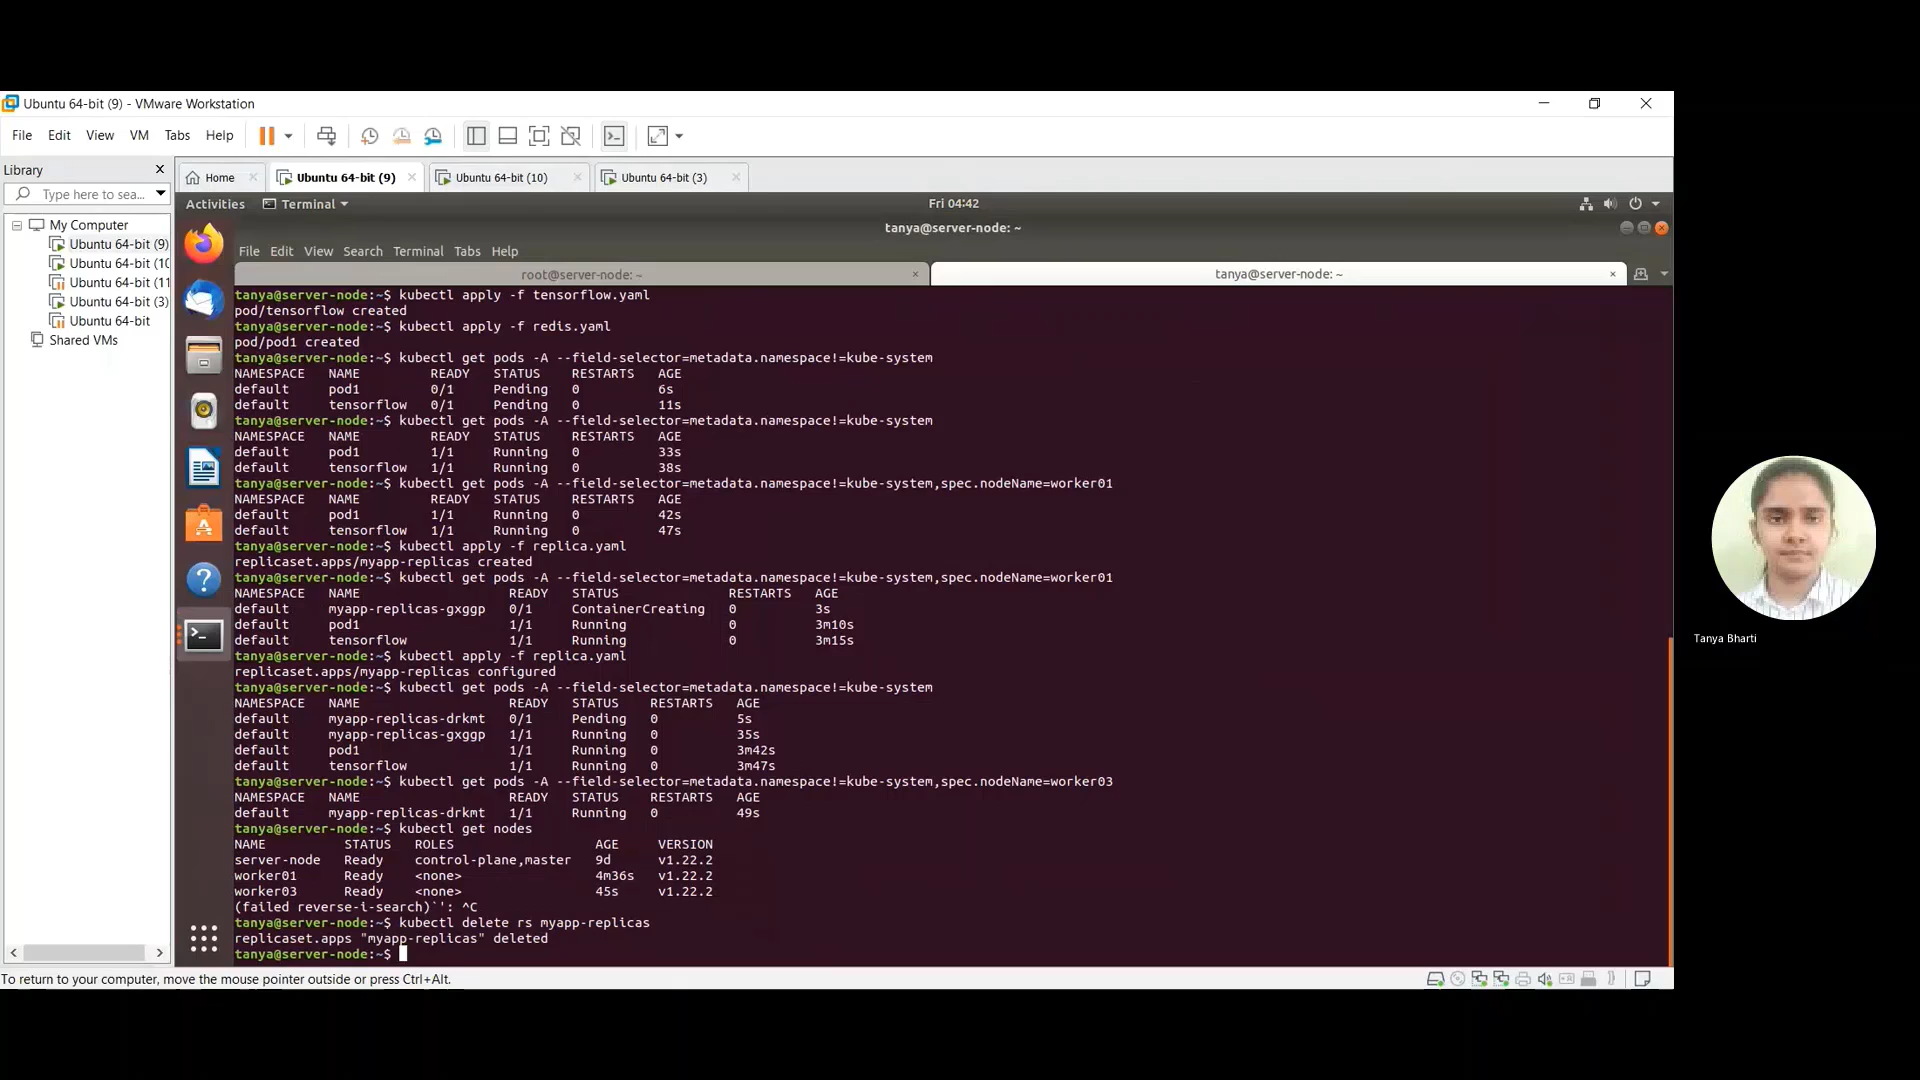 Ubuntu 64-bit (9) - VMware Workstation
File Edit View VM Tabs Help
Library
Type here to sea...
My Computer
Ubuntu 64-bit (9)
Ubuntu 64-bit (10
Ubuntu 64-bit (11
Ubuntu 64-bit (3)
Ubuntu 64-bit
Shared VMs
Home Ubuntu 64-bit (9) Ubuntu 64-bit (10) Ubuntu 64-bit (3)
Activities Terminal Fri 04:42
tanya@server-node: ~
File Edit View Search Terminal Tabs Help
root@server-node: ~ tanya@server-node: ~
tanya@server-node:~$ kubectl apply -f tensorflow.yaml
pod/tensorflow created
tanya@server-node:~$ kubectl apply -f redis.yaml
pod/pod1 created
tanya@server-node:~$ kubectl get pods -A --field-selector=metadata.namespace!=kube-system
NAMESPACE NAME READY STATUS RESTARTS AGE
default pod1 0/1 Pending 0 6s
default tensorflow 0/1 Pending 0 11s
tanya@server-node:~$ kubectl get pods -A --field-selector=metadata.namespace!=kube-system
NAMESPACE NAME READY STATUS RESTARTS AGE
default pod1 1/1 Running 0 33s
default tensorflow 1/1 Running 0 38s
tanya@server-node:~$ kubectl get pods -A --field-selector=metadata.namespace!=kube-system,spec.nodeName=worker01
NAMESPACE NAME READY STATUS RESTARTS AGE
default pod1 1/1 Running 0 42s
default tensorflow 1/1 Running 0 47s
tanya@server-node:~$ kubectl apply -f replica.yaml
replicaset.apps/myapp-replicas created
tanya@server-node:~$ kubectl get pods -A --field-selector=metadata.namespace!=kube-system,spec.nodeName=worker01
NAMESPACE NAME READY STATUS RESTARTS AGE
default myapp-replicas-gxggp 0/1 ContainerCreating 0 3s
default pod1 1/1 Running 0 3m10s
default tensorflow 1/1 Running 0 3m15s
tanya@server-node:~$ kubectl apply -f replica.yaml
replicaset.apps/myapp-replicas configured
tanya@server-node:~$ kubectl get pods -A --field-selector=metadata.namespace!=kube-system
NAMESPACE NAME READY STATUS RESTARTS AGE
default myapp-replicas-drkmt 0/1 Pending 0 5s
default myapp-replicas-gxggp 1/1 Running 0 35s
default pod1 1/1 Running 0 3m42s
default tensorflow 1/1 Running 0 3m47s
tanya@server-node:~$ kubectl get pods -A --field-selector=metadata.namespace!=kube-system,spec.nodeName=worker03
NAMESPACE NAME READY STATUS RESTARTS AGE
default myapp-replicas-drkmt 1/1 Running 0 49s
tanya@server-node:~$ kubectl get nodes
NAME STATUS ROLES AGE VERSION
server-node Ready control-plane,master 9d v1.22.2
worker01 Ready <none> 4m36s v1.22.2
worker03 Ready <none> 45s v1.22.2
(failed reverse-i-search)`': ^C
tanya@server-node:~$ kubectl delete rs myapp-replicas
replicaset.apps "myapp-replicas" deleted
tanya@server-node:~$
To return to your computer, move the mouse pointer outside or press Ctrl+Alt.
Tanya Bharti